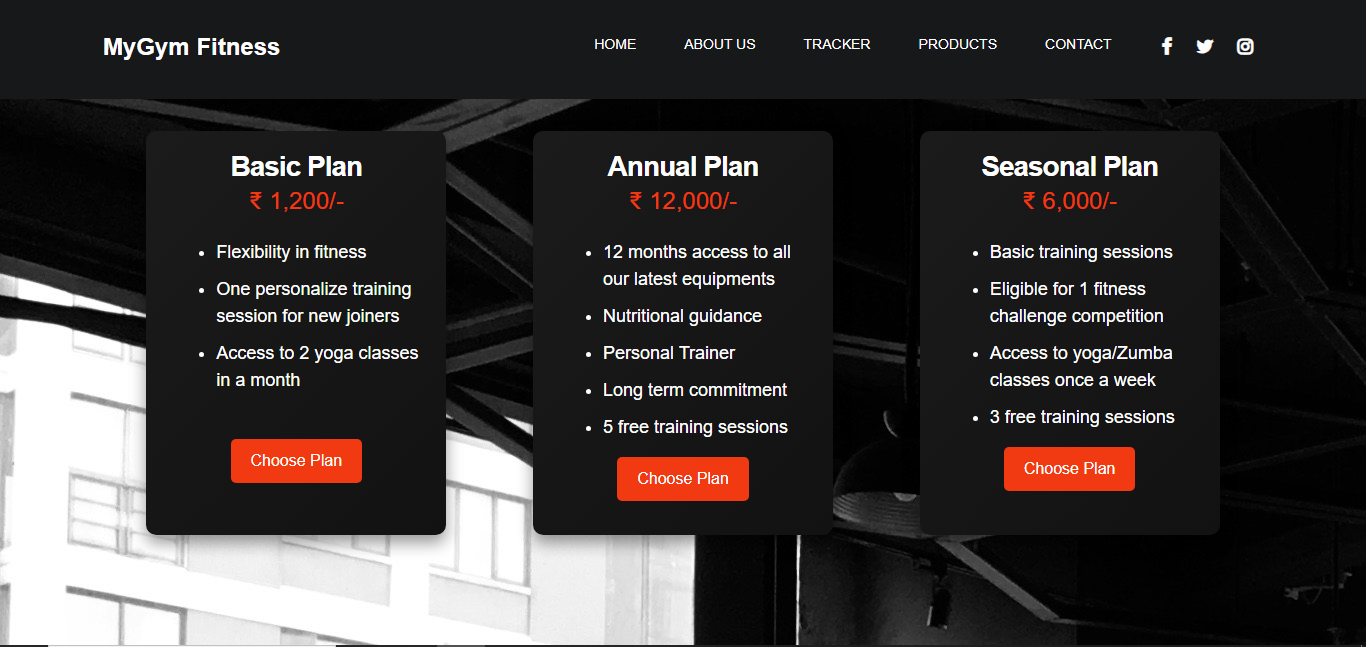 MyGym Fitness
HOME ABOUT US TRACKER PRODUCTS CONTACT
Basic Plan
₹ 1,200/-
• Flexibility in fitness
• One personalize training
session for new joiners
• Access to 2 yoga classes
in a month
Choose Plan
Annual Plan
₹ 12,000/-
• 12 months access to all
our latest equipments
• Nutritional guidance
• Personal Trainer
• Long term commitment
• 5 free training sessions
Choose Plan
Seasonal Plan
₹ 6,000/-
• Basic training sessions
• Eligible for 1 fitness
challenge competition
• Access to yoga/Zumba
classes once a week
• 3 free training sessions
Choose Plan